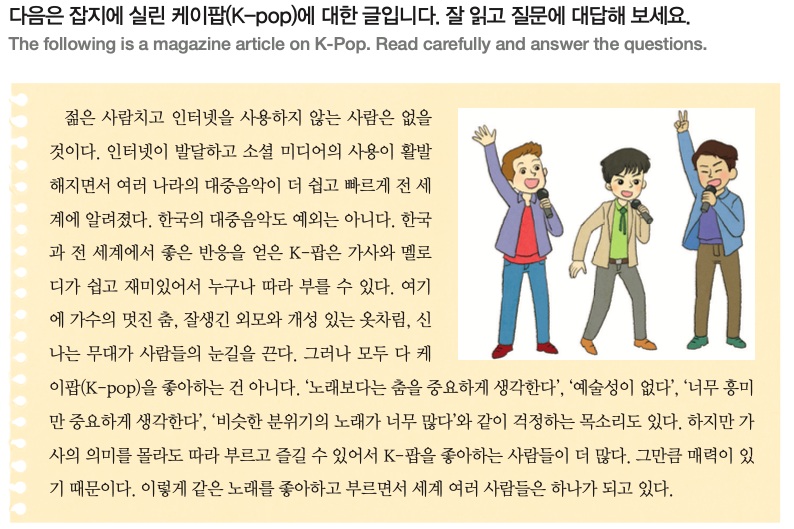 다음은 잡지에 실린 케이팝(K-pop)에 대한 글입니다. 잘 읽고 질문에 대답해 보세요.
The following is a magazine article on K-Pop. Read carefully and answer the questions.
젊은 사람치고 인터넷을 사용하지 않는 사람은 없을
것이다. 인터넷이 발달하고 소셜 미디어의 사용이 활발
해지면서 여러 나라의 대중음악이 더 쉽고 빠르게 전 세
계에 알려졌다. 한국의 대중음악도 예외는 아니다. 한국
과 전 세계에서 좋은 반응을 얻은 K-팝은 가사와 멜로
디가 쉽고 재미있어서 누구나 따라 부를 수 있다. 여기
에 가수의 멋진 춤, 잘생긴 외모와 개성 있는 옷차림, 신
나는 무대가 사람들의 눈길을 끈다. 그러나 모두 다 케
이팝(K-pop)을 좋아하는 건 아니다. ‘노래보다는 춤을 중요하게 생각한다’, ‘예술성이 없다’, ‘너무 흥미
만 중요하게 생각한다’, ‘비슷한 분위기의 노래가 너무 많다’와 같이 걱정하는 목소리도 있다. 하지만 가
사의 의미를 몰라도 따라 부르고 즐길 수 있어서 K-팝을 좋아하는 사람들이 더 많다. 그만큼 매력이 있
기 때문이다. 이렇게 같은 노래를 좋아하고 부르면서 세계 여러 사람들은 하나가 되고 있다.